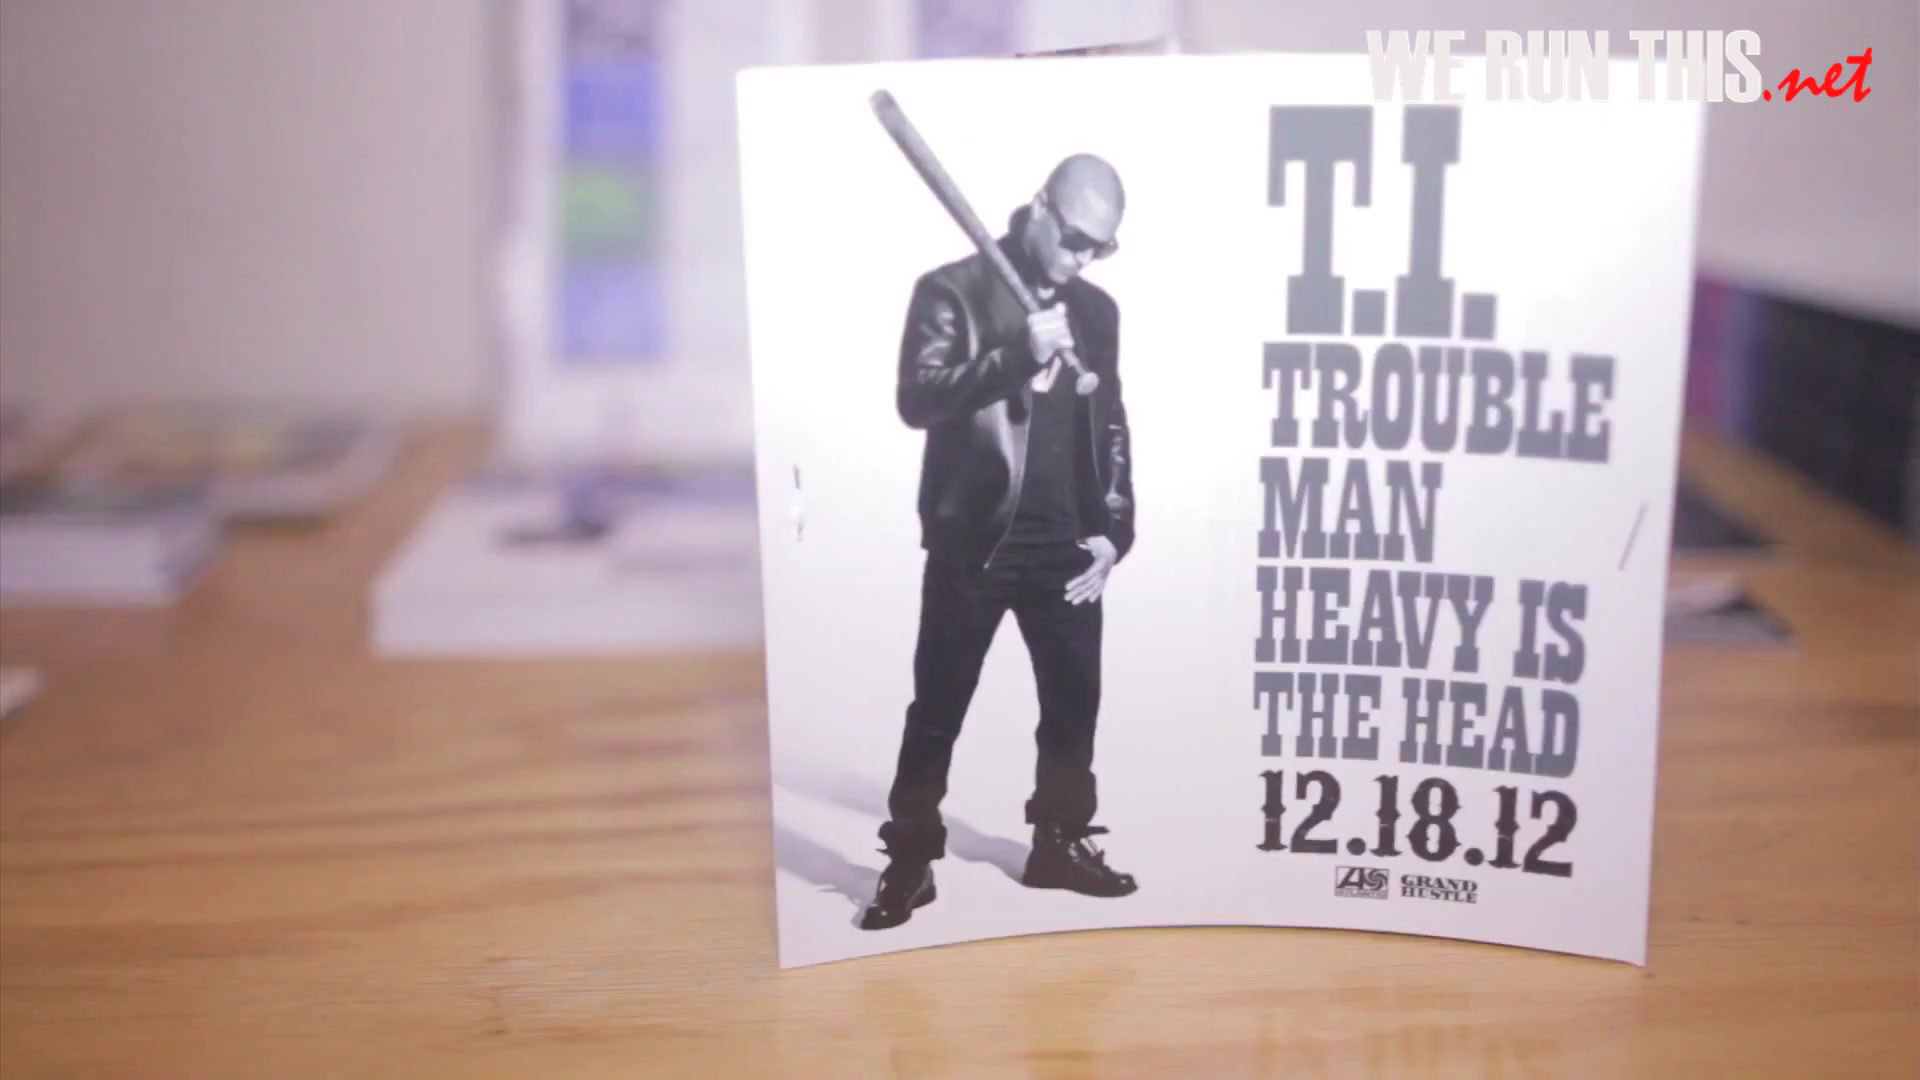 WE RUN THIS.net
T.I.
TROUBLE
MAN
HEAVY IS
THE HEAD
12.18.12
GRAND
HUSTLE